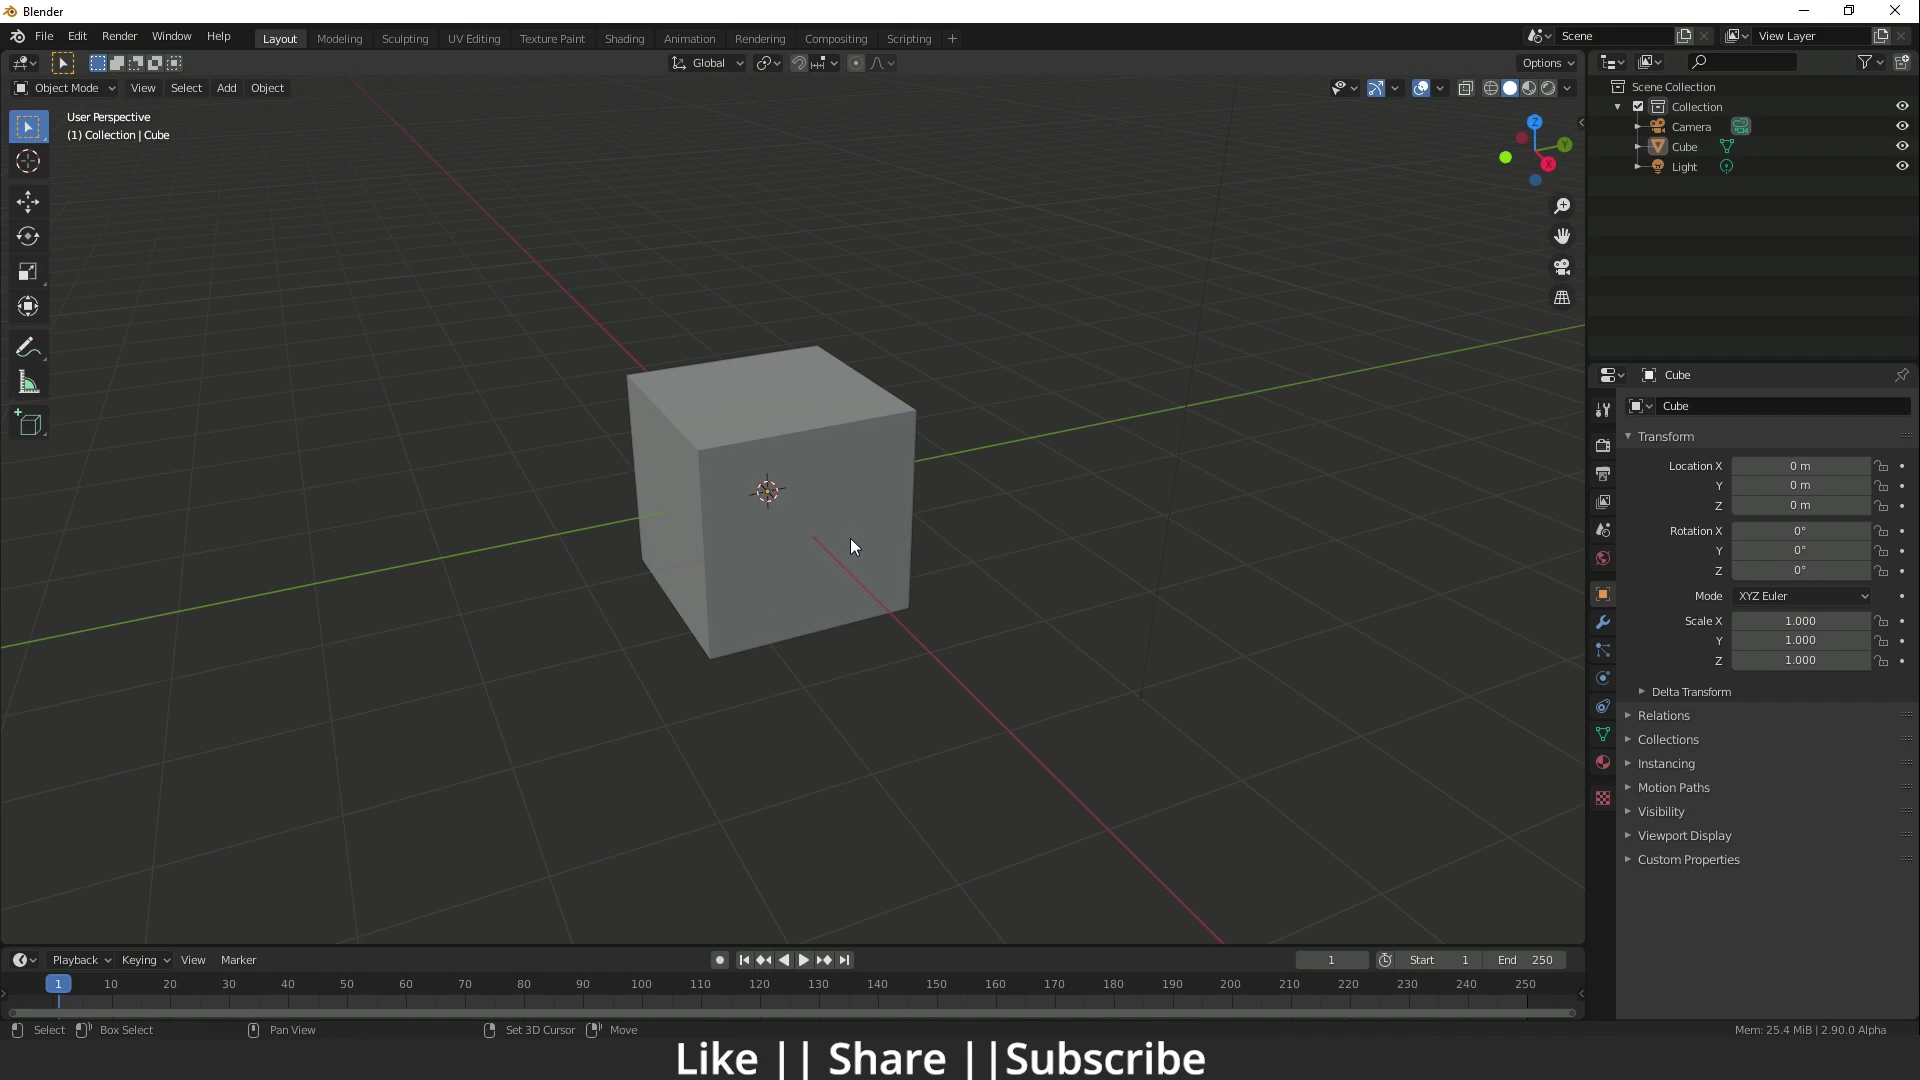 Blender
File Edit Render Window Help Layout Modeling Sculpting UV Editing Texture Paint Shading Animation Rendering Compositing Scripting + Scene View Layer
Global Options
Object Mode View Select Add Object
User Perspective
(1) Collection | Cube
Z
Y
X
Scene Collection
Collection
Camera
Cube
Light
Cube
Cube
Transform
Location X 0 m
Y 0 m
Z 0 m
Rotation X 0°
Y 0°
Z 0°
Mode XYZ Euler
Scale X 1.000
Y 1.000
Z 1.000
Delta Transform
Relations
Collections
Instancing
Motion Paths
Visibility
Viewport Display
Custom Properties
Playback Keying View Marker 1 Start 1 End 250
1 10 20 30 40 50 60 70 80 90 100 110 120 130 140 150 160 170 180 190 200 210 220 230 240 250
Select Box Select Pan View Set 3D Cursor Move Mem: 25.4 MiB | 2.90.0 Alpha
Like || Share ||Subscribe